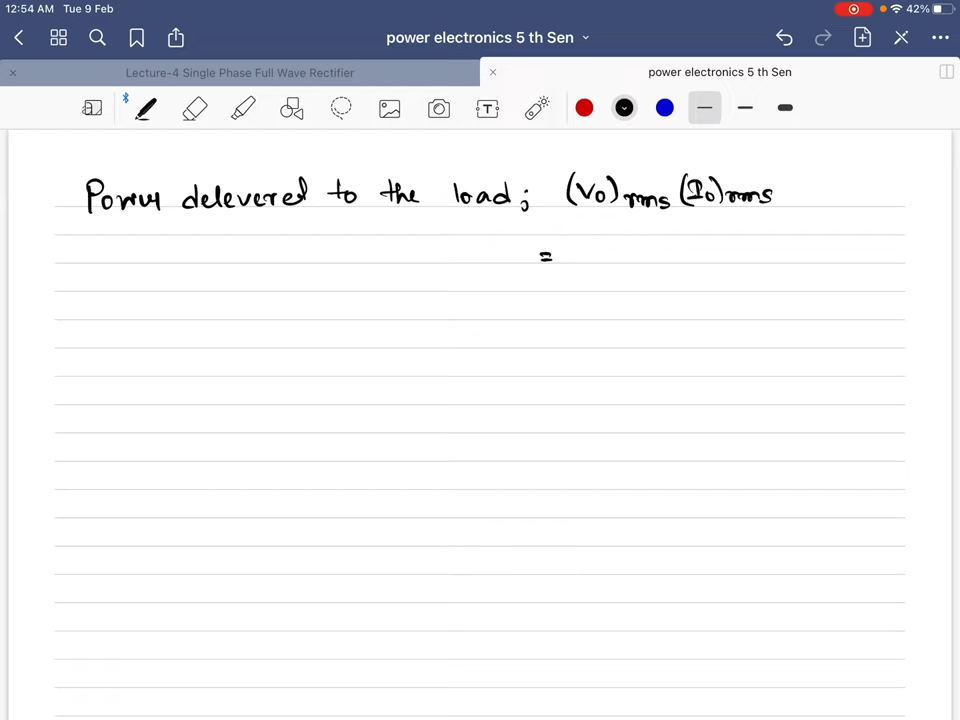 12:54 AM Tue 9 Feb
42%
power electronics 5 th Sen
Lecture-4 Single Phase Full Wave Rectifier
power electronics 5 th Sen
T
Power delevered to the load; (Vo)rms (Io)rms
=